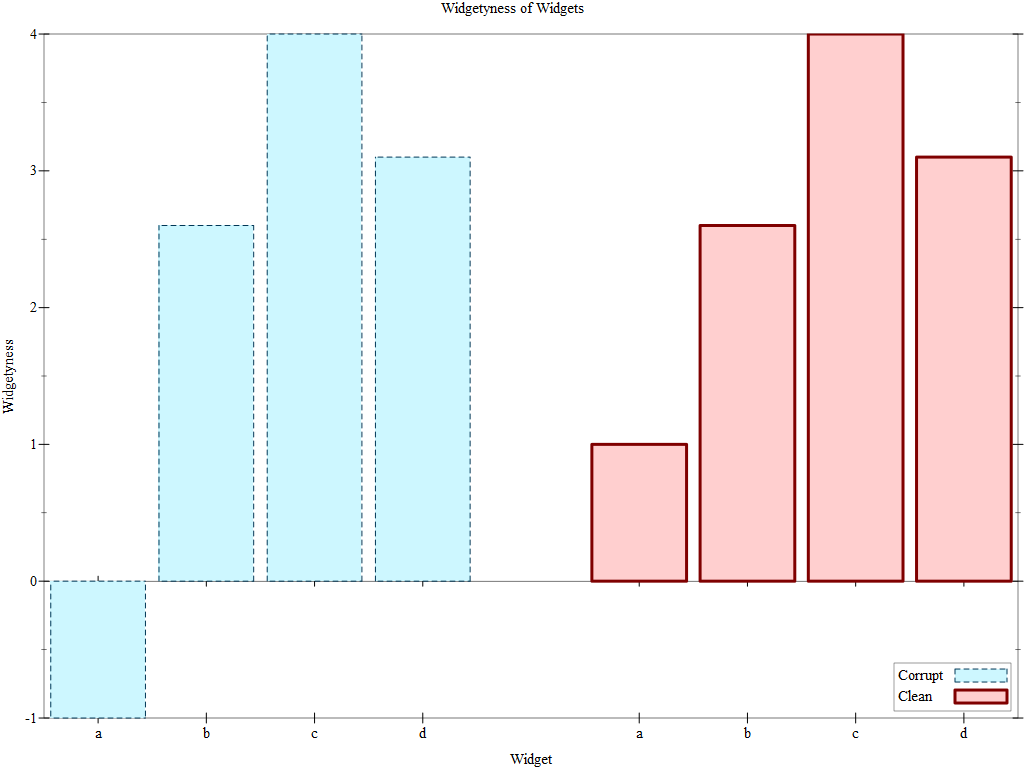 Widgetyness of Widgets
4
3
2
1
0
-1
Widgetyness
a b c d a b c d
Widget
Corrupt
Clean